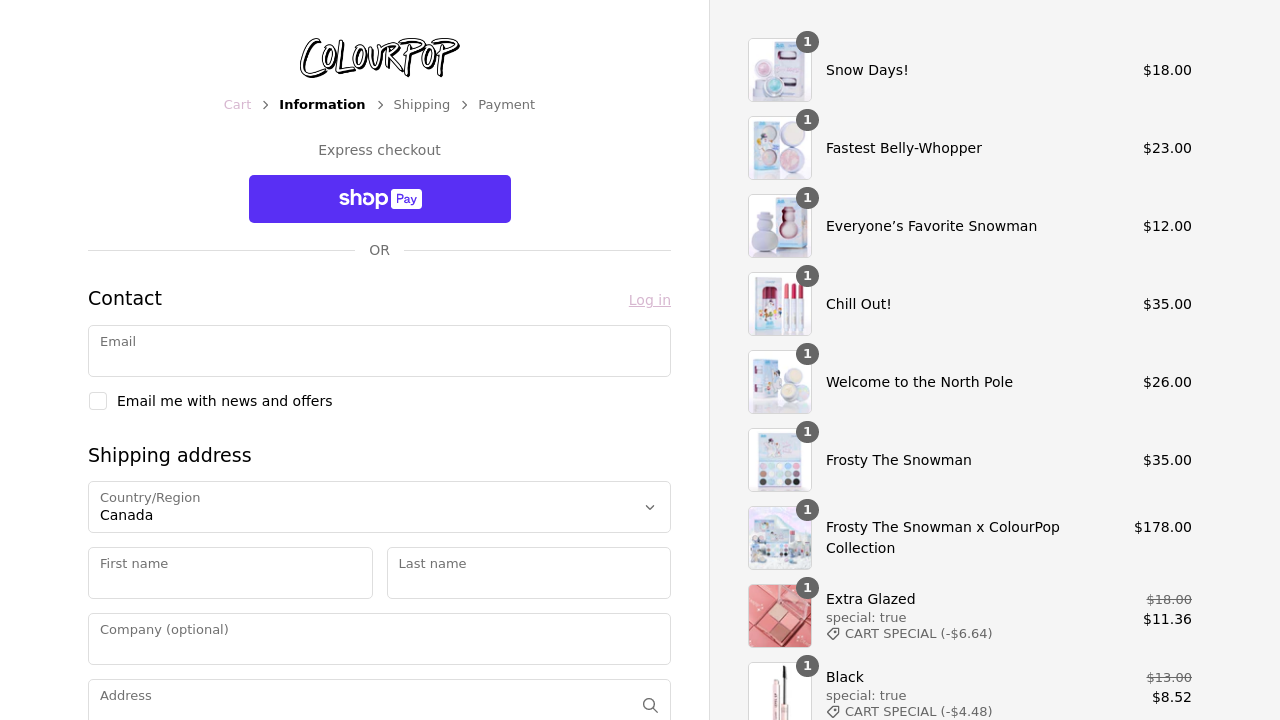 COLOURPOP
Cart > Information > Shipping > Payment
Express checkout
shop Pay
OR
Contact
Log in
Email
Email me with news and offers
Shipping address
Country/Region
Canada
First name
Last name
Company (optional)
Address
1
Snow Days!
$18.00
1
Fastest Belly-Whopper
$23.00
1
Everyone’s Favorite Snowman
$12.00
1
Chill Out!
$35.00
1
Welcome to the North Pole
$26.00
1
Frosty The Snowman
$35.00
1
Frosty The Snowman x ColourPop
Collection
$178.00
1
Extra Glazed
special: true
CART SPECIAL (-$6.64)
$18.00
$11.36
1
Black
special: true
CART SPECIAL (-$4.48)
$13.00
$8.52